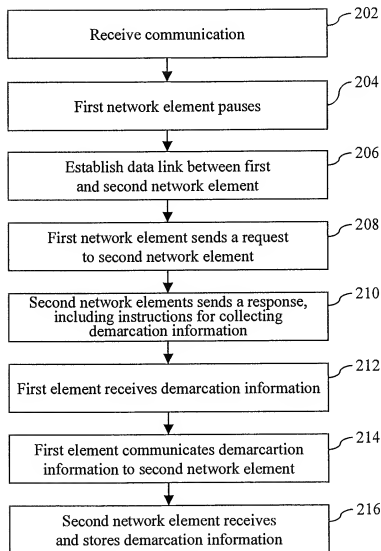 202
Receive communication
204
First network element pauses
206
Establish data link between first
and second network element
208
First network element sends a request
to second network element
210
Second network elements sends a response,
including instructions for collecting
demarcation information
212
First element receives demarcation information
214
First element communicates demarcartion
information to second network element
216
Second network element receives
and stores demarcation information